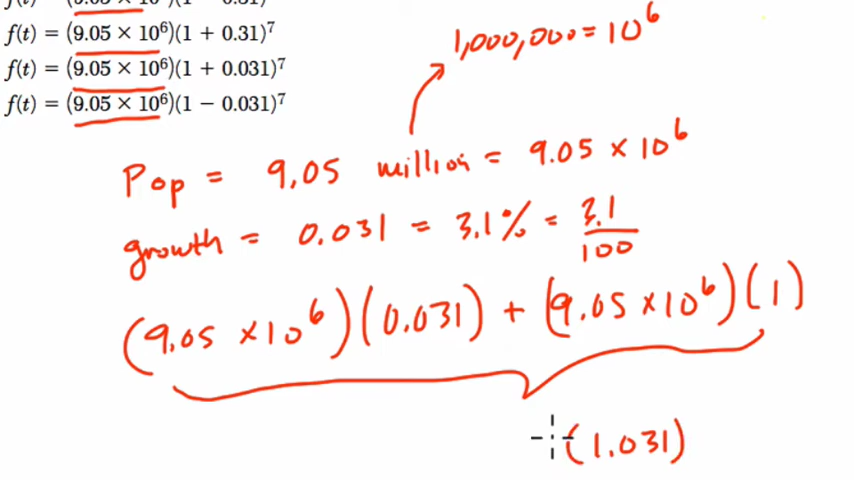 f(t) = (9.05 × 10⁶)(1 + 0.31)⁷
f(t) = (9.05 × 10⁶)(1 + 0.031)⁷
f(t) = (9.05 × 10⁶)(1 − 0.031)⁷
1,000,000 = 10⁶
Pop = 9.05 million = 9.05 × 10⁶
growth = 0.031 = 3.1% = 3.1/100
(9.05 × 10⁶)(0.031) + (9.05 × 10⁶)(1)
(1.031)